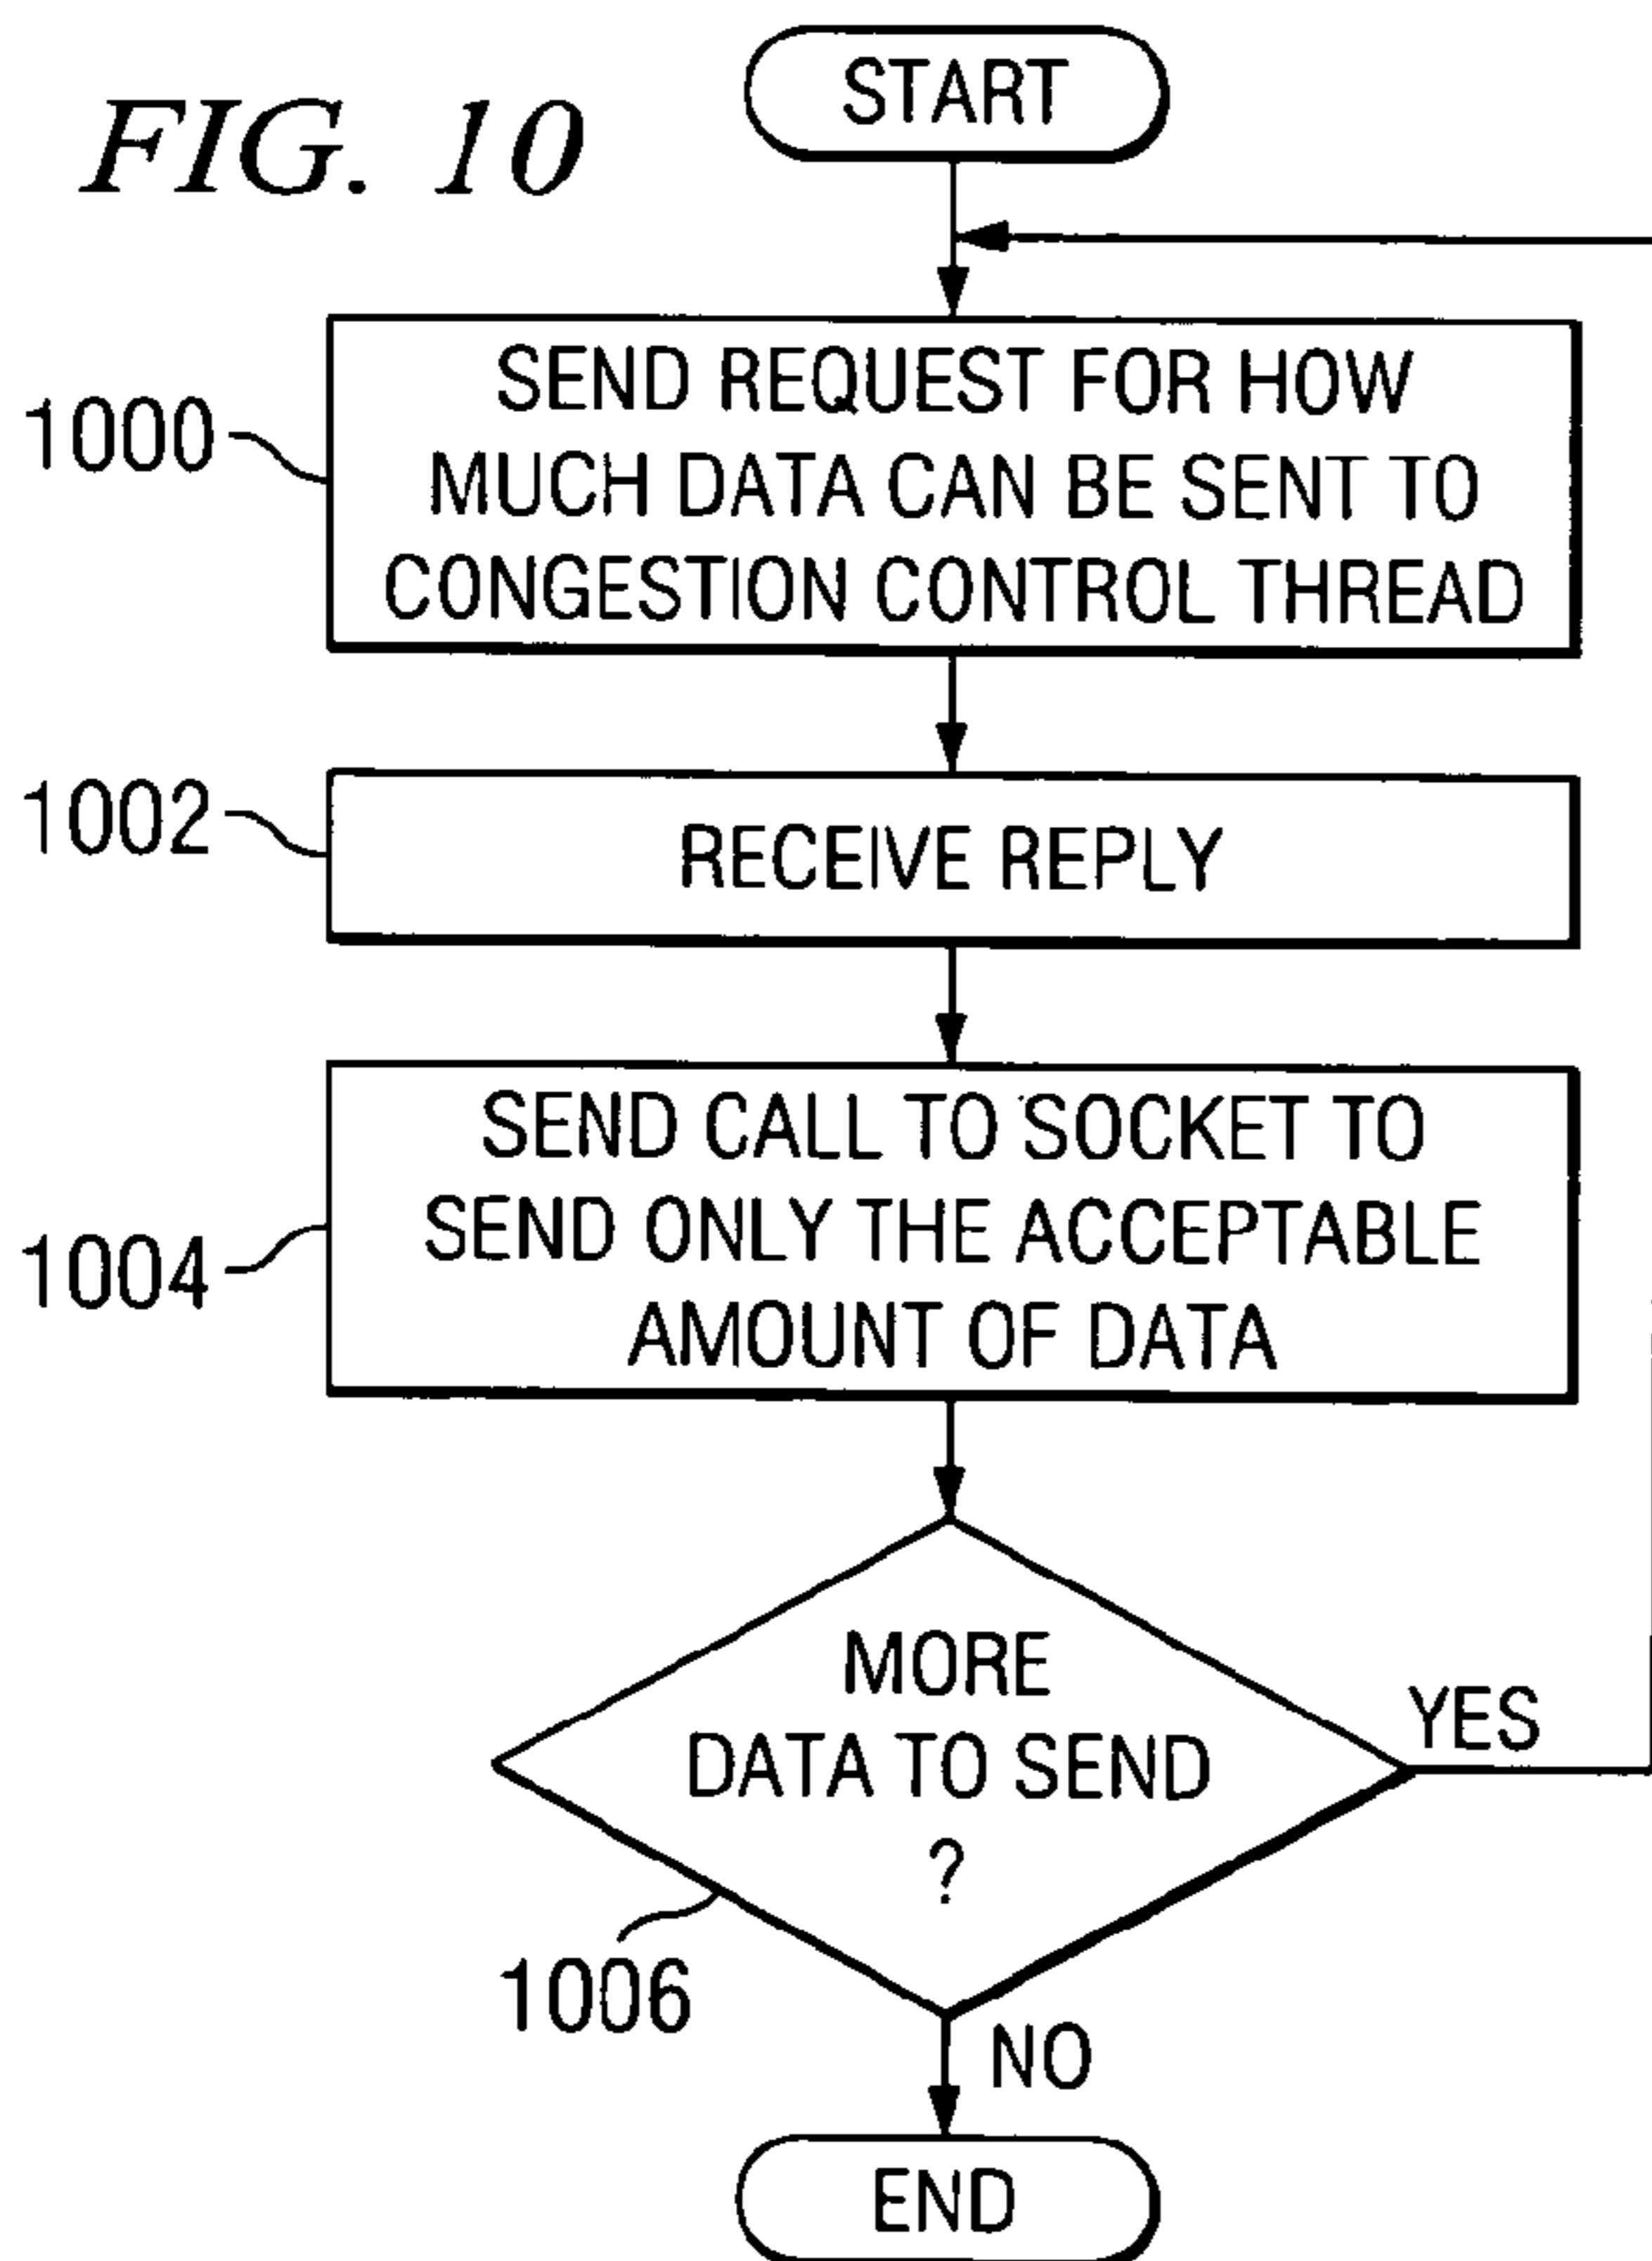 FIG. 10
START
1000
SEND REQUEST FOR HOW
MUCH DATA CAN BE SENT TO
CONGESTION CONTROL THREAD
1002
RECEIVE REPLY
1004
SEND CALL TO SOCKET TO
SEND ONLY THE ACCEPTABLE
AMOUNT OF DATA
MORE
DATA TO SEND
?
YES
1006
NO
END